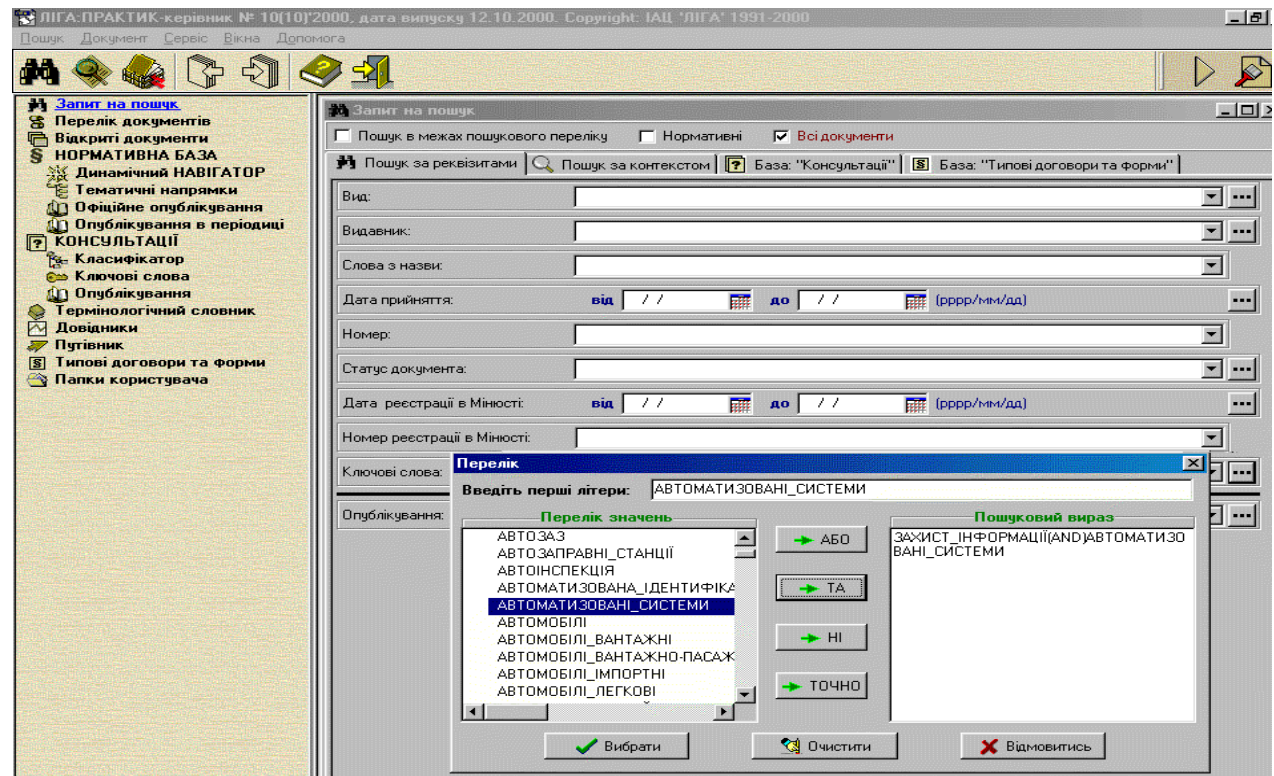 ЛІГА:ПРАКТИК-керівник № 10(10)'2000, дата випуску 12.10.2000. Copyright: ІАЦ 'ЛІГА' 1991-2000
Пошук Документ Сервіс Вікна Допомога
Запит на пошук
Перелік документів
Відкриті документи
НОРМАТИВНА БАЗА
Динамічний НАВІГАТОР
Тематичні напрямки
Офіційне опублікування
Опублікування в періодиці
КОНСУЛЬТАЦІЇ
Класифікатор
Ключові слова
Опублікування
Термінологічний словник
Довідники
Путівник
Типові договори та форми
Папки користувача
Запит на пошук
Пошук в межах пошукового переліку Нормативні Всі документи
Пошук за реквізитами Пошук за контекстом База: "Консультації" База: "Типові договори та форми"
Вид:
Видавник:
Слова з назви:
Дата прийняття: від / / до / / (рррр/мм/дд)
Номер:
Статус документа:
Дата реєстрації в Мінюсті: від / / до / / (рррр/мм/дд)
Номер реєстрації в Мінюсті:
Ключові слова:
Опублікування:
Перелік
Введіть перші літери: АВТОМАТИЗОВАНІ_СИСТЕМИ
Перелік значень
АВТОЗАЗ
АВТОЗАПРАВНІ_СТАНЦІЇ
АВТОІНСПЕКЦІЯ
АВТОМАТИЗОВАНА_ІДЕНТИФІКА
АВТОМАТИЗОВАНІ_СИСТЕМИ
АВТОМОБІЛІ
АВТОМОБІЛІ_ВАНТАЖНІ
АВТОМОБІЛІ_ВАНТАЖНО-ПАСАЖ
АВТОМОБІЛІ_ІМПОРТНІ
АВТОМОБІЛІ_ЛЕГКОВІ
АБО
ТА
НІ
ТОЧНО
Пошуковий вираз
ЗАХИСТ_ІНФОРМАЦІЇ(AND)АВТОМАТИЗО
ВАНІ_СИСТЕМИ
Вибрати Очистити Відмовитись